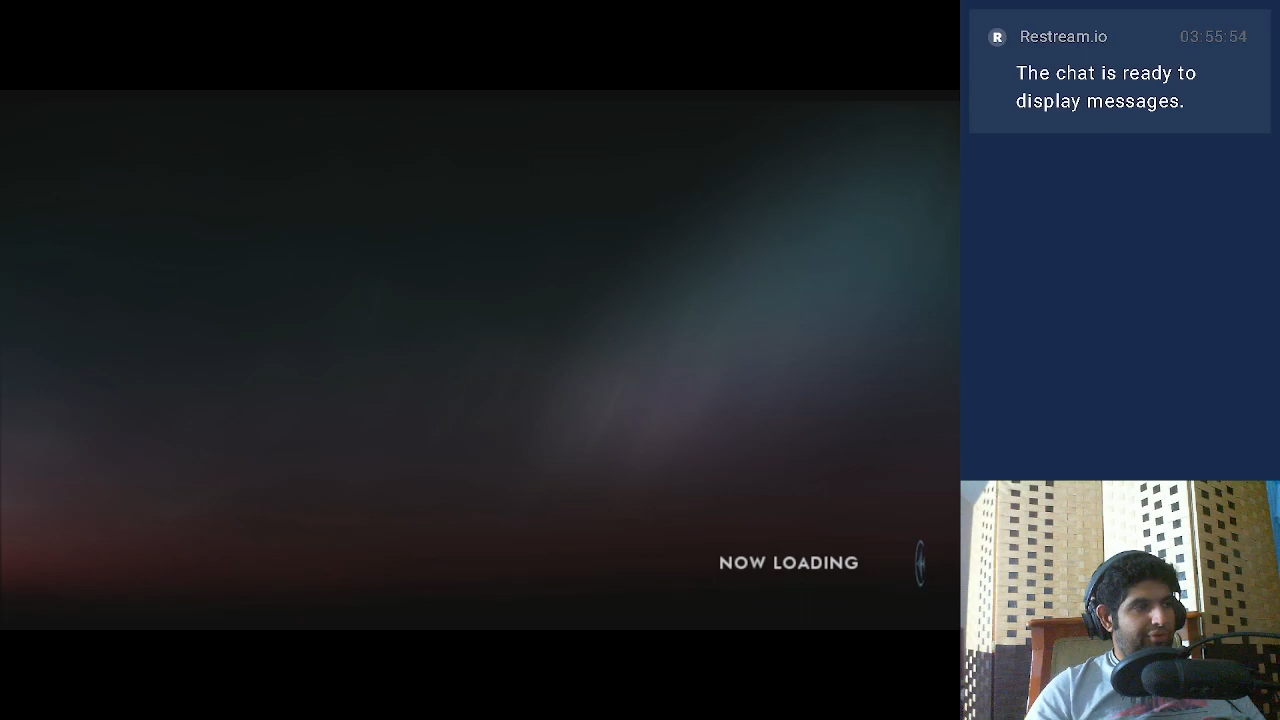 R Restream.io 03:55:54
The chat is ready to
display messages.
NOW LOADING